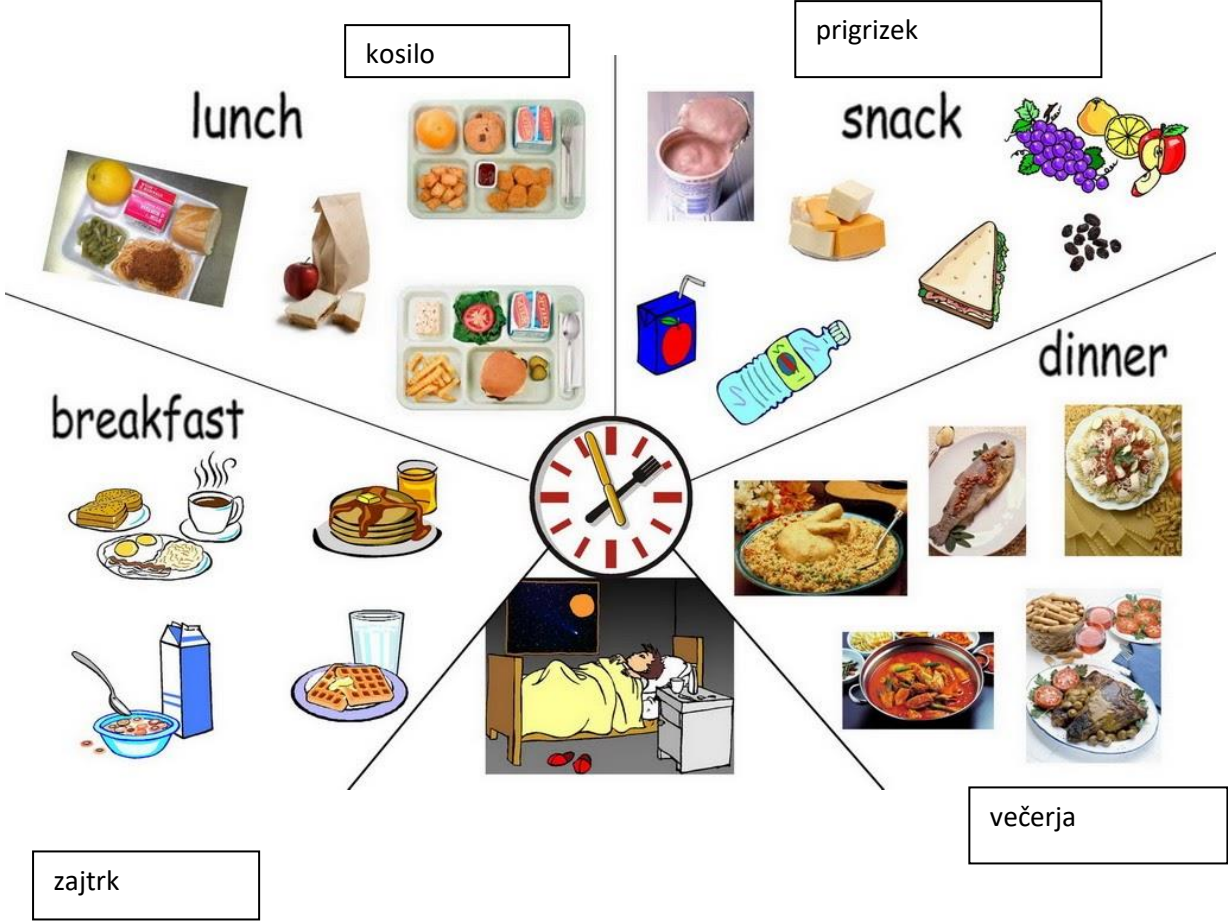 kosilo
prigrizek
lunch
snack
dinner
breakfast
večerja
zajtrk